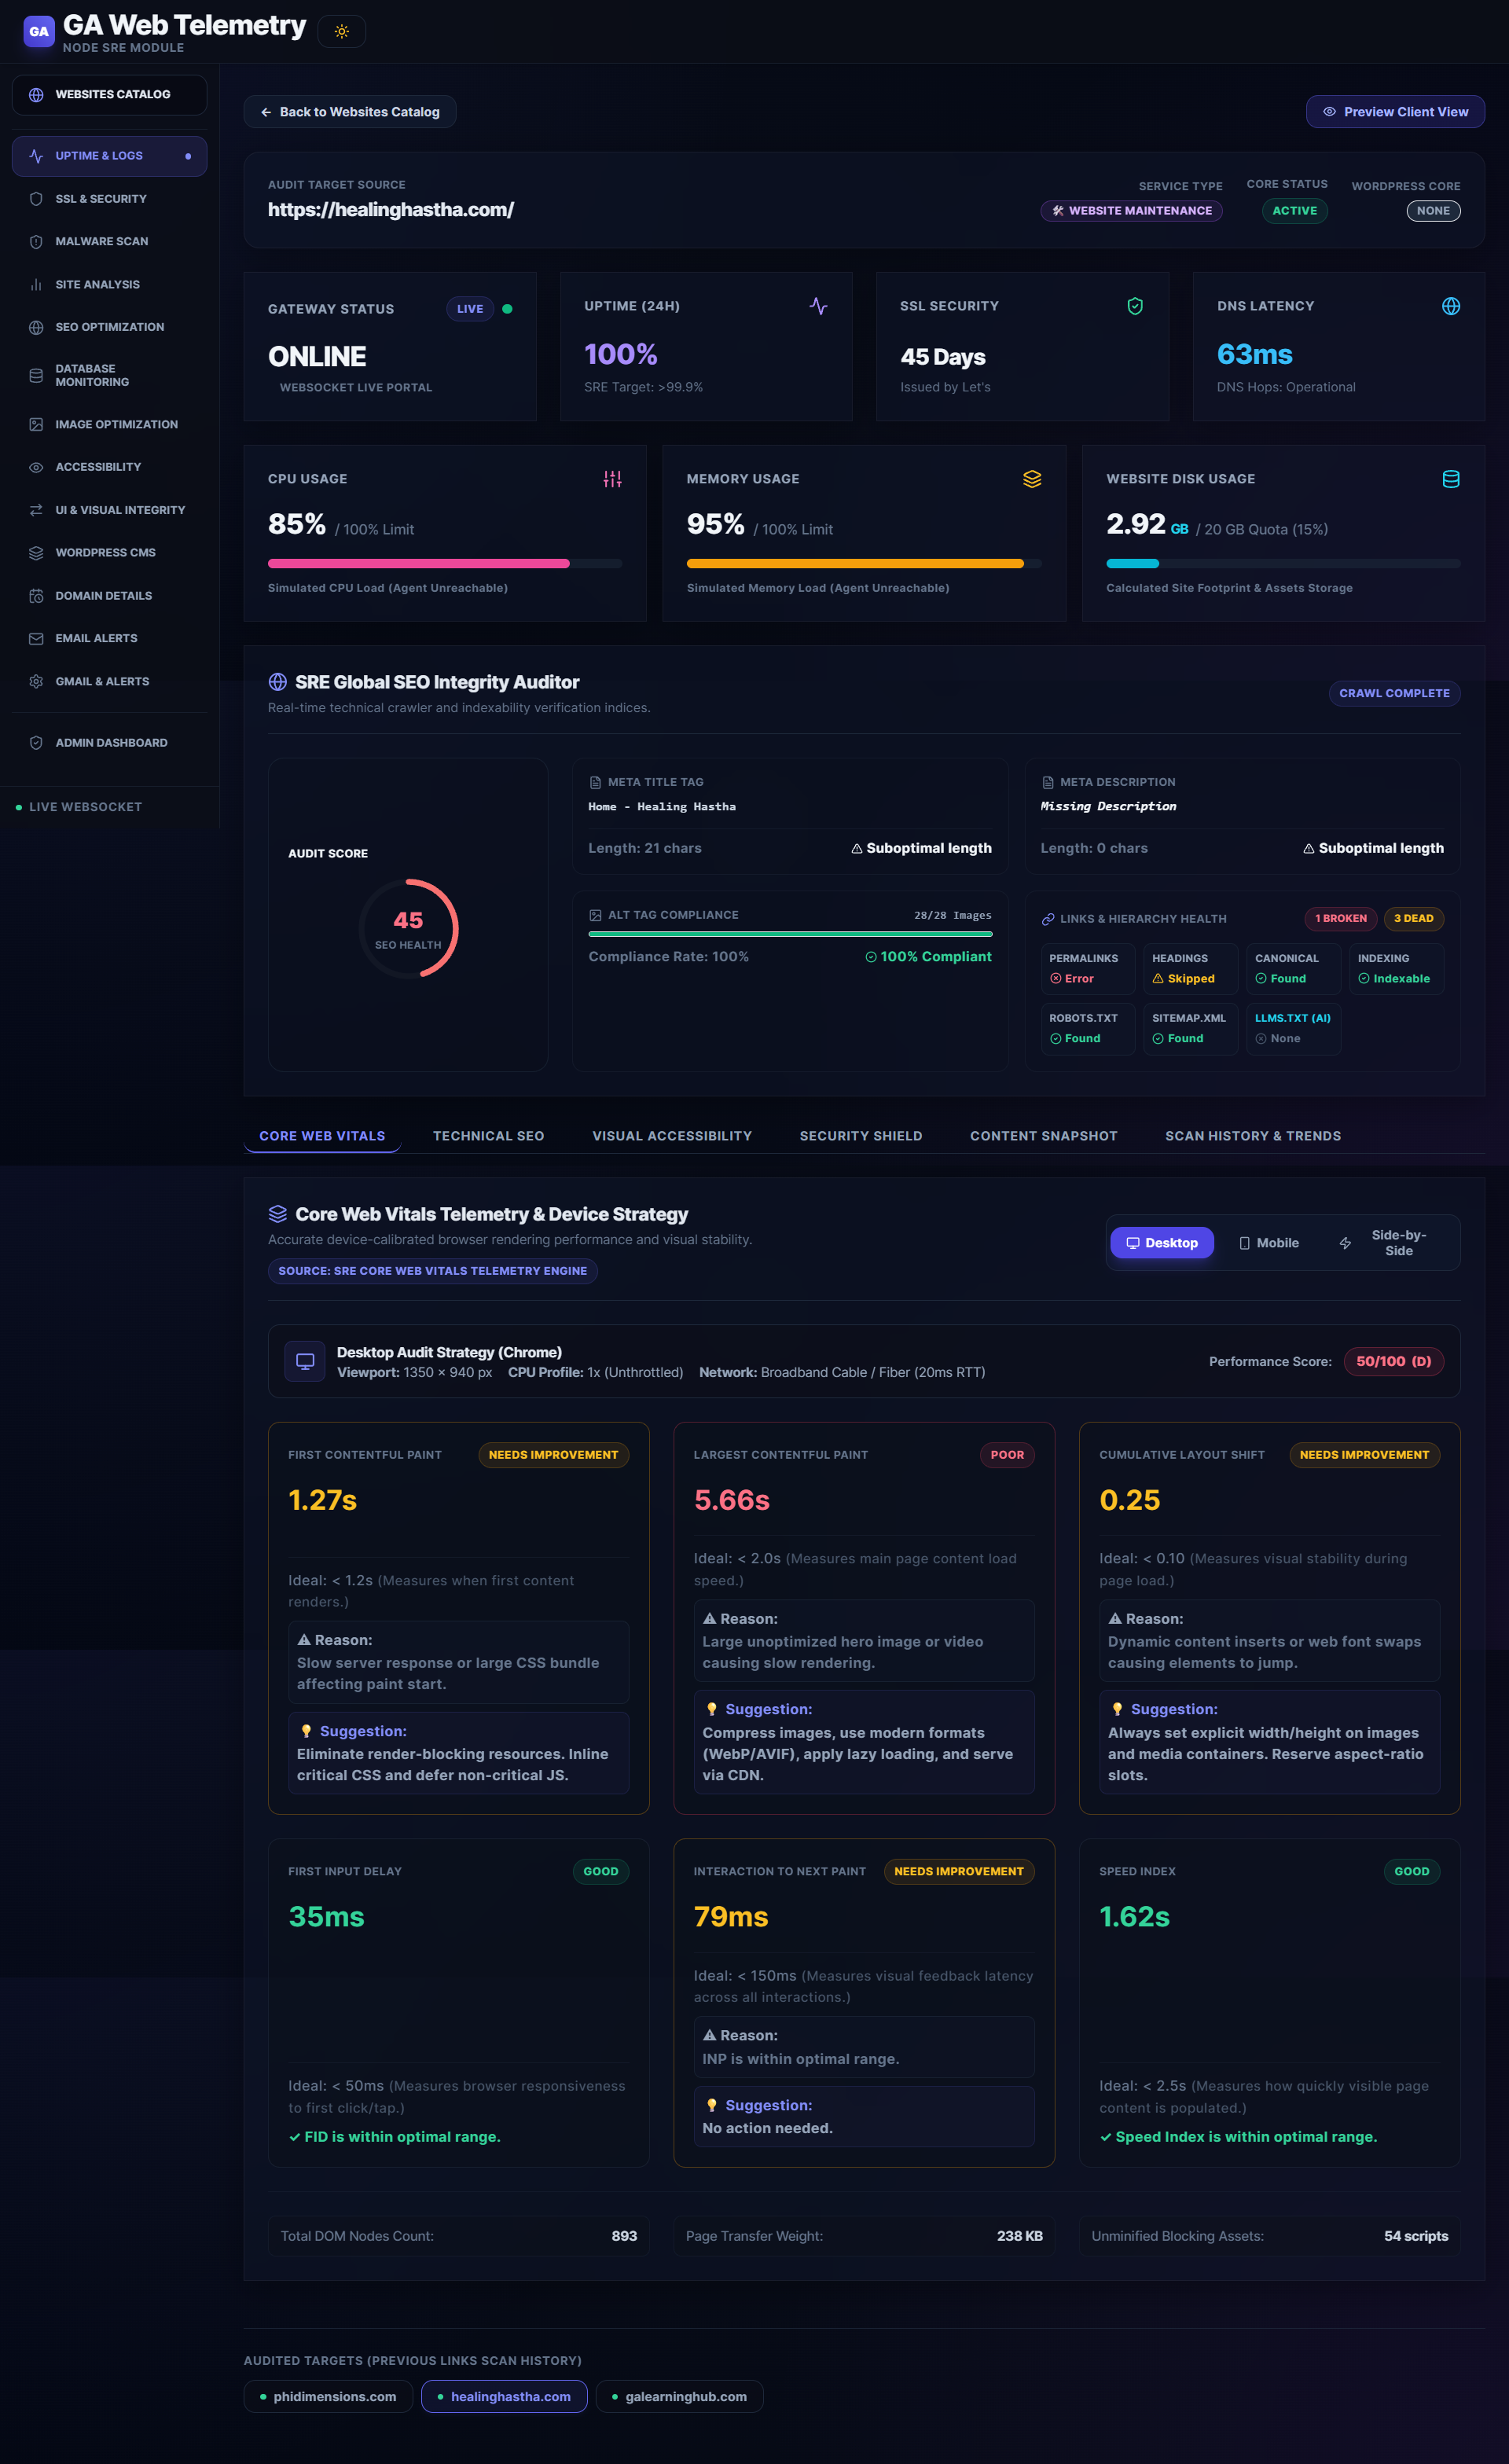 GA
GA Web Telemetry
NODE SRE MODULE
WEBSITES CATALOG
UPTIME & LOGS
SSL & SECURITY
MALWARE SCAN
SITE ANALYSIS
SEO OPTIMIZATION
DATABASE
MONITORING
IMAGE OPTIMIZATION
ACCESSIBILITY
UI & VISUAL INTEGRITY
WORDPRESS CMS
DOMAIN DETAILS
EMAIL ALERTS
GMAIL & ALERTS
ADMIN DASHBOARD
LIVE WEBSOCKET
← Back to Websites Catalog
Preview Client View
AUDIT TARGET SOURCE
https://healinghastha.com/
SERVICE TYPE
🛠 WEBSITE MAINTENANCE
CORE STATUS
ACTIVE
WORDPRESS CORE
NONE
GATEWAY STATUS
LIVE
ONLINE
WEBSOCKET LIVE PORTAL
UPTIME (24H)
100%
SRE Target: >99.9%
SSL SECURITY
45 Days
Issued by Let's
DNS LATENCY
63ms
DNS Hops: Operational
CPU USAGE
85% / 100% Limit
Simulated CPU Load (Agent Unreachable)
MEMORY USAGE
95% / 100% Limit
Simulated Memory Load (Agent Unreachable)
WEBSITE DISK USAGE
2.92 GB / 20 GB Quota (15%)
Calculated Site Footprint & Assets Storage
SRE Global SEO Integrity Auditor
Real-time technical crawler and indexability verification indices.
CRAWL COMPLETE
AUDIT SCORE
45
SEO HEALTH
META TITLE TAG
Home - Healing Hastha
Length: 21 chars
Suboptimal length
META DESCRIPTION
Missing Description
Length: 0 chars
Suboptimal length
ALT TAG COMPLIANCE
28/28 Images
Compliance Rate: 100%
100% Compliant
LINKS & HIERARCHY HEALTH
1 BROKEN
3 DEAD
PERMALINKS
Error
HEADINGS
Skipped
CANONICAL
Found
INDEXING
Indexable
ROBOTS.TXT
Found
SITEMAP.XML
Found
LLMS.TXT (AI)
None
CORE WEB VITALS
TECHNICAL SEO
VISUAL ACCESSIBILITY
SECURITY SHIELD
CONTENT SNAPSHOT
SCAN HISTORY & TRENDS
Core Web Vitals Telemetry & Device Strategy
Accurate device-calibrated browser rendering performance and visual stability.
SOURCE: SRE CORE WEB VITALS TELEMETRY ENGINE
Desktop
Mobile
Side-by-
Side
Desktop Audit Strategy (Chrome)
Viewport: 1350 × 940 px CPU Profile: 1x (Unthrottled) Network: Broadband Cable / Fiber (20ms RTT)
Performance Score:
50/100 (D)
FIRST CONTENTFUL PAINT
NEEDS IMPROVEMENT
1.27s
Ideal: < 1.2s (Measures when first content
renders.)
⚠ Reason:
Slow server response or large CSS bundle
affecting paint start.
💡 Suggestion:
Eliminate render-blocking resources. Inline
critical CSS and defer non-critical JS.
LARGEST CONTENTFUL PAINT
POOR
5.66s
Ideal: < 2.0s (Measures main page content load
speed.)
⚠ Reason:
Large unoptimized hero image or video
causing slow rendering.
💡 Suggestion:
Compress images, use modern formats
(WebP/AVIF), apply lazy loading, and serve
via CDN.
CUMULATIVE LAYOUT SHIFT
NEEDS IMPROVEMENT
0.25
Ideal: < 0.10 (Measures visual stability during
page load.)
⚠ Reason:
Dynamic content inserts or web font swaps
causing elements to jump.
💡 Suggestion:
Always set explicit width/height on images
and media containers. Reserve aspect-ratio
slots.
FIRST INPUT DELAY
GOOD
35ms
Ideal: < 50ms (Measures browser responsiveness
to first click/tap.)
✓ FID is within optimal range.
INTERACTION TO NEXT PAINT
NEEDS IMPROVEMENT
79ms
Ideal: < 150ms (Measures visual feedback latency
across all interactions.)
⚠ Reason:
INP is within optimal range.
💡 Suggestion:
No action needed.
SPEED INDEX
GOOD
1.62s
Ideal: < 2.5s (Measures how quickly visible page
content is populated.)
✓ Speed Index is within optimal range.
Total DOM Nodes Count:
893
Page Transfer Weight:
238 KB
Unminified Blocking Assets:
54 scripts
AUDITED TARGETS (PREVIOUS LINKS SCAN HISTORY)
phidimensions.com
healinghastha.com
galearninghub.com